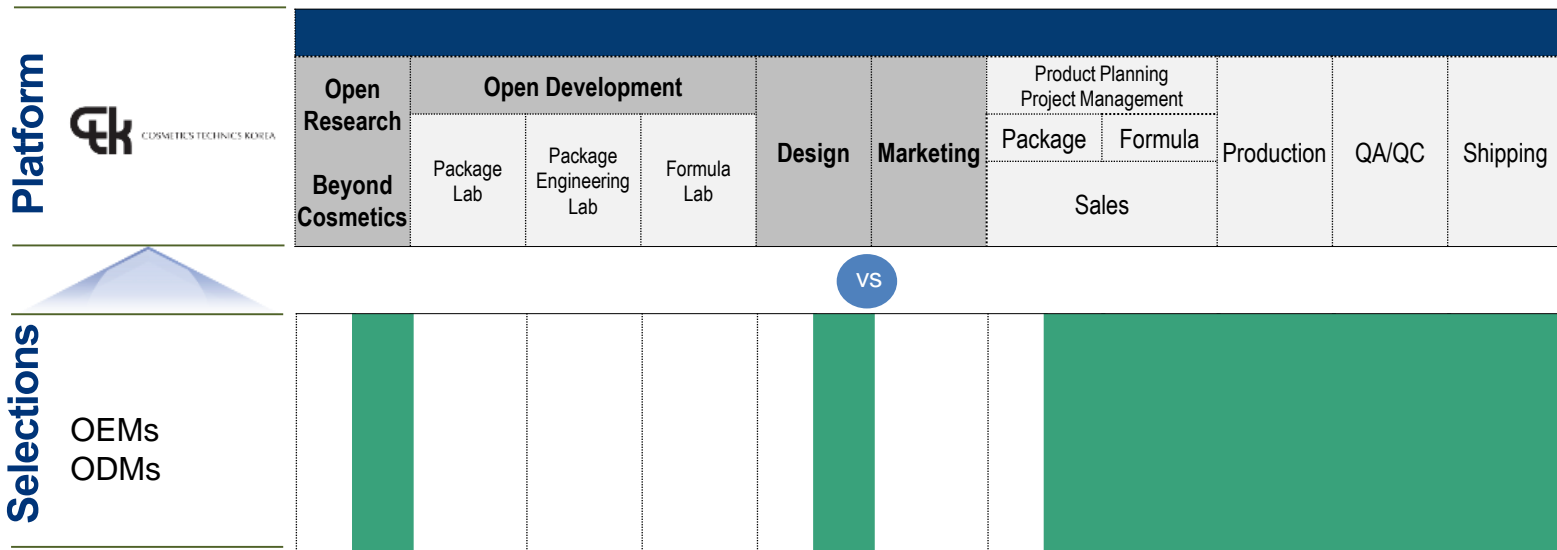 Platform
Ctk COSMETICS TECHNICS KOREA
Open
Research
Beyond
Cosmetics
Open Development
Package
Lab
Package
Engineering
Lab
Formula
Lab
Design
Marketing
Product Planning
Project Management
Package
Formula
Sales
Production
QA/QC
Shipping
vs
Selections
OEMs
ODMs